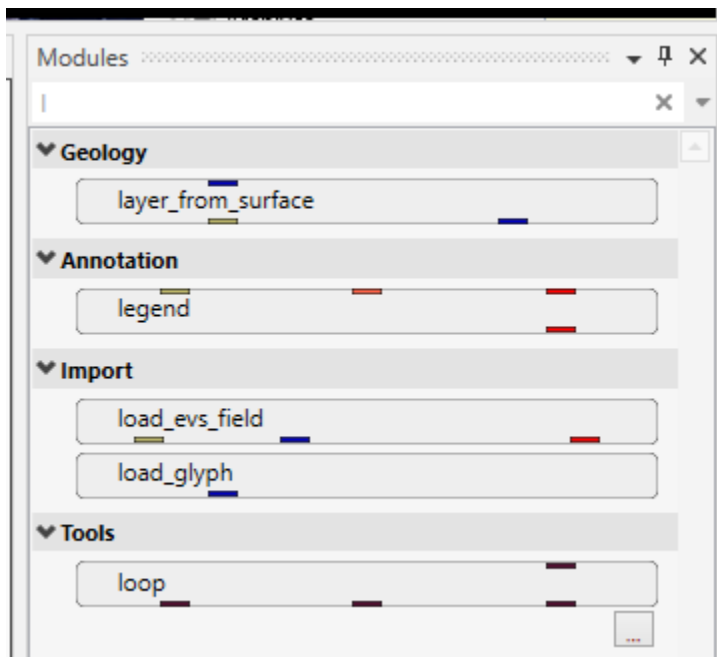 Modules
l
Geology
layer_from_surface
Annotation
legend
Import
load_evs_field
load_glyph
Tools
loop
...